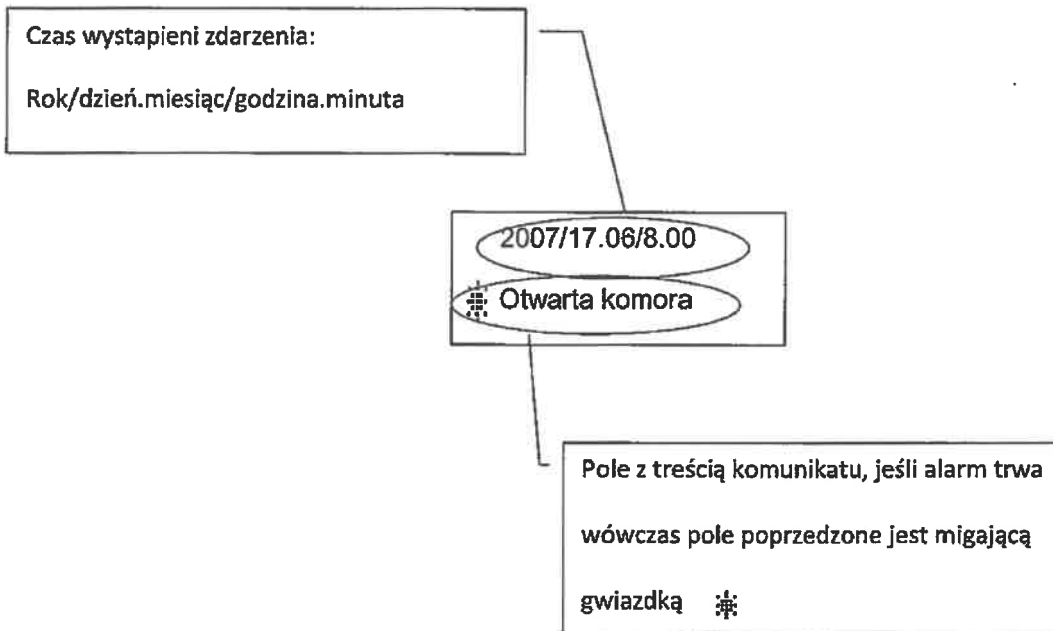 Czas wystapieni zdarzenia:
Rok/dzień.miesiąc/godzina.minuta
2007/17.06/8.00
Otwarta komora
Pole z treścią komunikatu, jeśli alarm trwa
wówczas pole poprzedzone jest migającą
gwiazdką